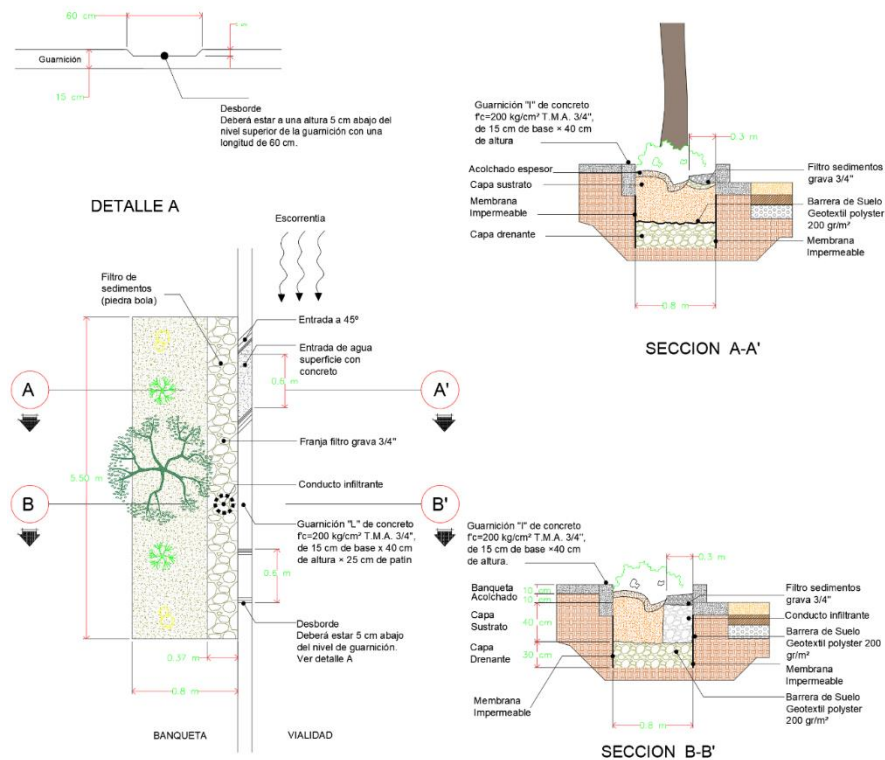 60 cm
Guarnición
15 cm
Desborde
Deberá estar a una altura 5 cm abajo del
nivel superior de la guarnición con una
longitud de 60 cm.
DETALLE A
Escorrentia
Filtro de
sedimentos
(piedra bola)
Entrada a 45º
Entrada de agua
superficie con
concreto
0.6 m
A
A'
Franja filtro grava 3/4"
5.50 m
Conducto infiltrante
B
B'
Guarnición "L" de concreto
f'c=200 kg/cm² T.M.A. 3/4",
de 15 cm de base x 40 cm
de altura × 25 cm de patín
0.6 m
Desborde
Deberá estar 5 cm abajo
del nivel de guarnición.
Ver detalle A
0.37 m
0.8 m
BANQUETA
VIALIDAD
Guarnición "I" de concreto
f'c=200 kg/cm² T.M.A. 3/4",
de 15 cm de base × 40 cm
de altura
0.3 m
Acolchado espesor
Capa sustrato
Membrana
Impermeable
Capa drenante
Filtro sedimentos
grava 3/4"
Barrera de Suelo
Geotextil polyster
200 gr/m²
Membrana
Impermeable
0.8 m
SECCION A-A'
Guarnición "I" de concreto
f'c=200 kg/cm² T.M.A. 3/4",
de 15 cm de base ×40 cm
de altura.
0.3 m
Banqueta
10 cm
Acolchado
10 cm
Capa
Sustrato
40 cm
Capa
Drenante
30 cm
Membrana
Impermeable
Filtro sedimentos
grava 3/4"
Conducto infiltrante
Barrera de Suelo
Geotextil polyster 200
gr/m²
Membrana
Impermeable
Barrera de Suelo
Geotextil polyster
200 gr/m²
0.8 m
SECCION B-B'